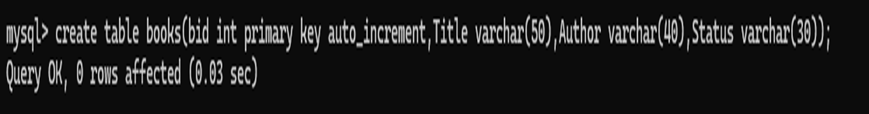 mysql> create table books(bid int primary key auto_increment,Title varchar(50),Author varchar(40),Status varchar(30));
Query OK, 0 rows affected (0.03 sec)